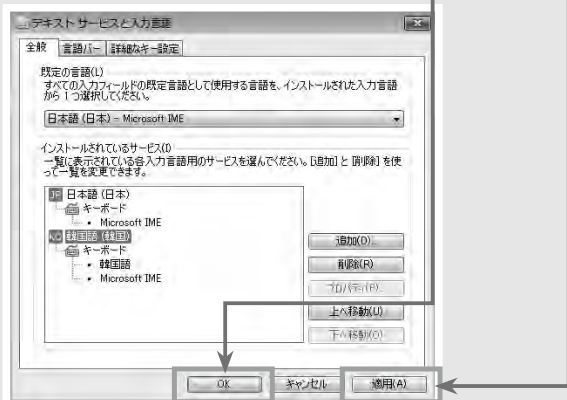 テキスト サービスと入力言語
全般 言語バー 詳細なキー設定
既定の言語(L)
すべての入力フィールドの既定言語として使用する言語を、インストールされた入力言語
から 1 つ選択してください。
日本語 (日本) - Microsoft IME
インストールされているサービス(I)
一覧に表示されている各入力言語用のサービスを選んでください。[追加] と [削除] を使
って一覧を変更できます。
JP 日本語 (日本)
キーボード
• Microsoft IME
KO 韓国語 (韓国)
キーボード
• 韓国語
• Microsoft IME
追加(D)...
削除(R)
プロパティ(P)...
上へ移動(U)
下へ移動(O)
OK キャンセル 適用(A)